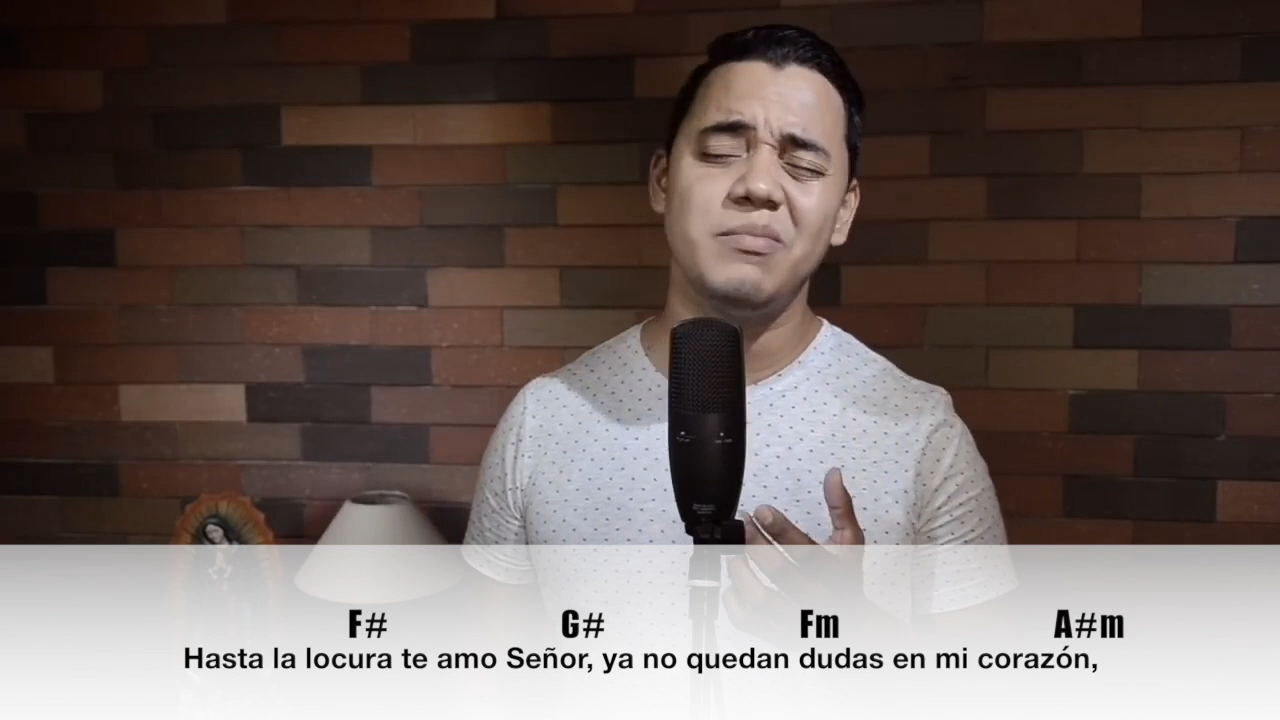 F# G# Fm A#m
Hasta la locura te amo Señor, ya no quedan dudas en mi corazón,